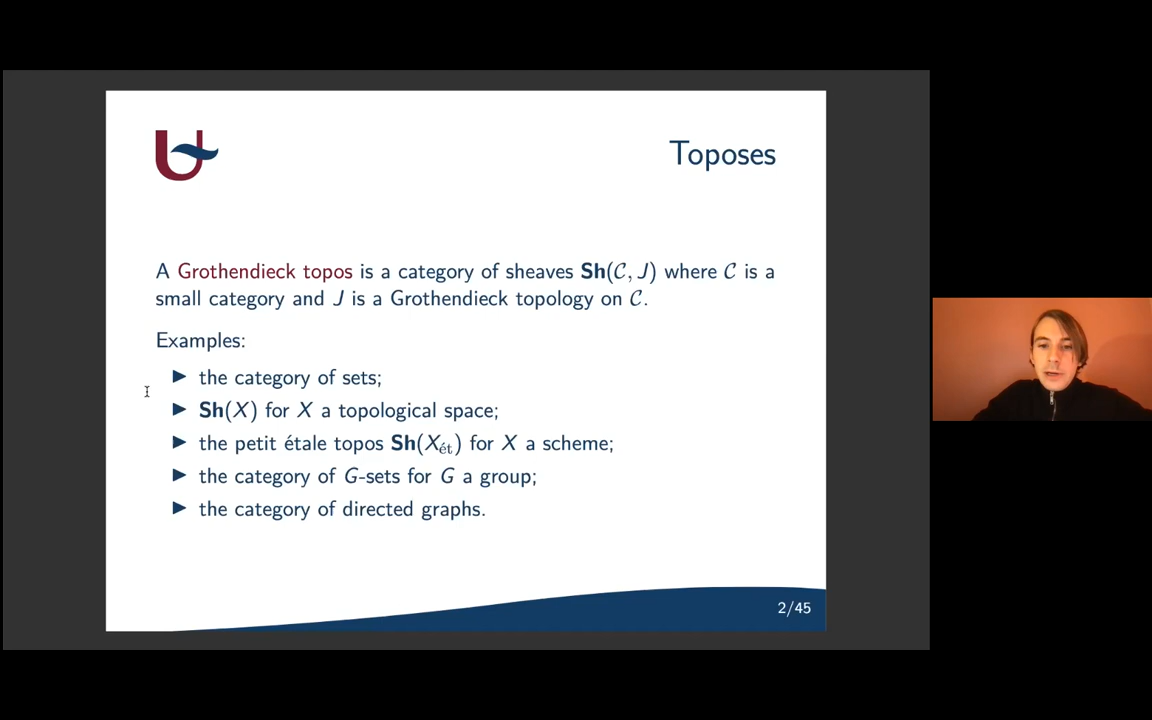 Toposes
A Grothendieck topos is a category of sheaves Sh(𝒞, J) where 𝒞 is a
small category and J is a Grothendieck topology on 𝒞.
Examples:
▶ the category of sets;
▶ Sh(X) for X a topological space;
▶ the petit étale topos Sh(X_ét) for X a scheme;
▶ the category of G-sets for G a group;
▶ the category of directed graphs.
2/45